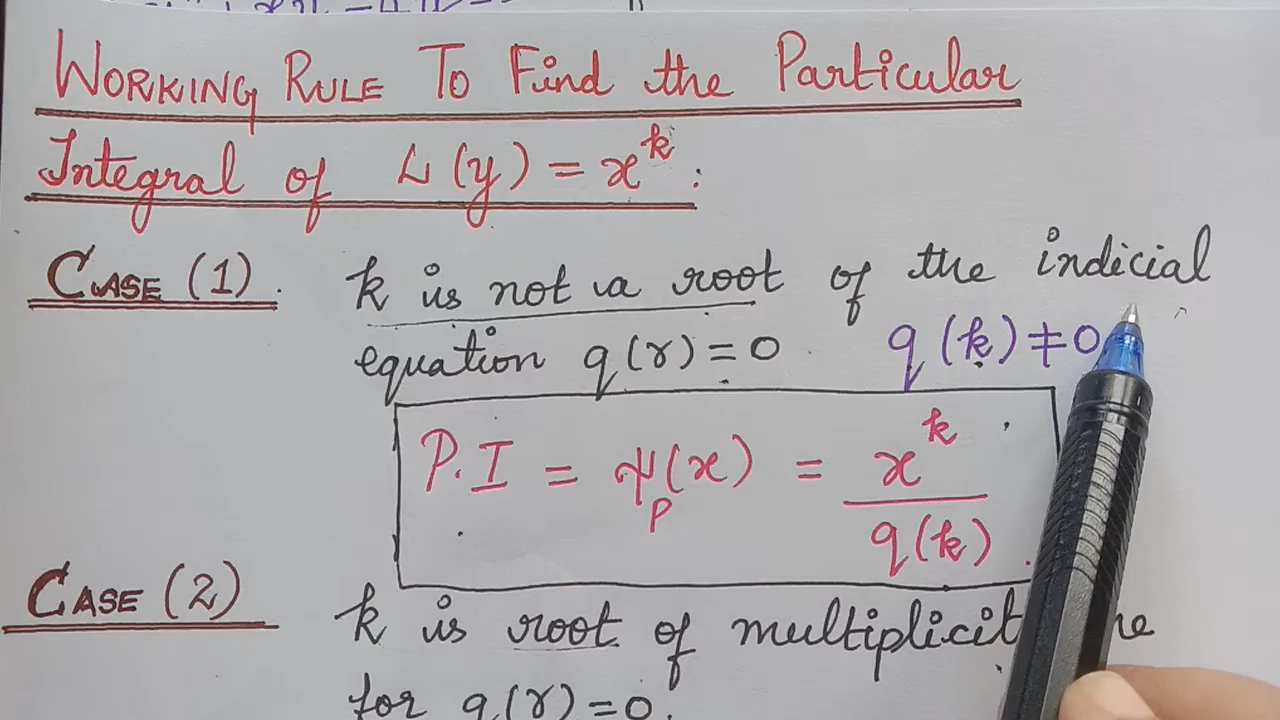 WORKING RULE TO Find the Particular
Integral of L(y) = x^k :
CASE (1). k is not a root of the indicial
equation q(r) = 0 q(k) ≠ 0
P.I = ψ_p(x) = x^k / q(k)
CASE (2) k is root of multiplicit
for q(r) = 0.